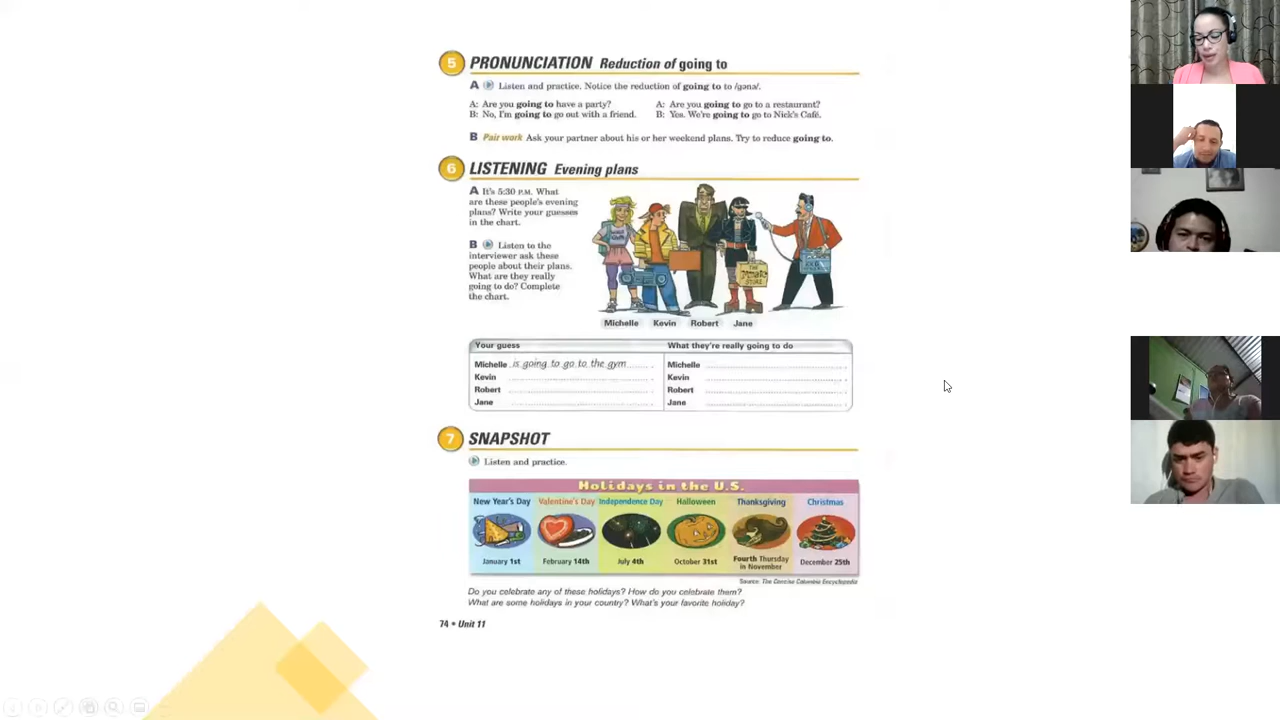 5 PRONUNCIATION Reduction of going to
A Listen and practice. Notice the reduction of going to to /gənə/.
A: Are you going to have a party?
B: No, I'm going to go out with a friend.
A: Are you going to go to a restaurant?
B: Yes. We're going to go to Nick's Café.
B Pair work Ask your partner about his or her weekend plans. Try to reduce going to.
6 LISTENING Evening plans
A It's 5:30 P.M. What
are these people's evening
plans? Write your guesses
in the chart.
B Listen to the
interviewer ask these
people about their plans.
What are they really
going to do? Complete
the chart.
Michelle Kevin Robert Jane
Your guess
Michelle is going to go to the gym
Kevin
Robert
Jane
What they're really going to do
Michelle
Kevin
Robert
Jane
7 SNAPSHOT
Listen and practice.
Holidays in the U.S.
New Year's Day Valentine's Day Independence Day Halloween Thanksgiving Christmas
January 1st February 14th July 4th October 31st Fourth Thursday in November December 25th
Source: The Concise Columbia Encyclopedia
Do you celebrate any of these holidays? How do you celebrate them?
What are some holidays in your country? What's your favorite holiday?
74 • Unit 11